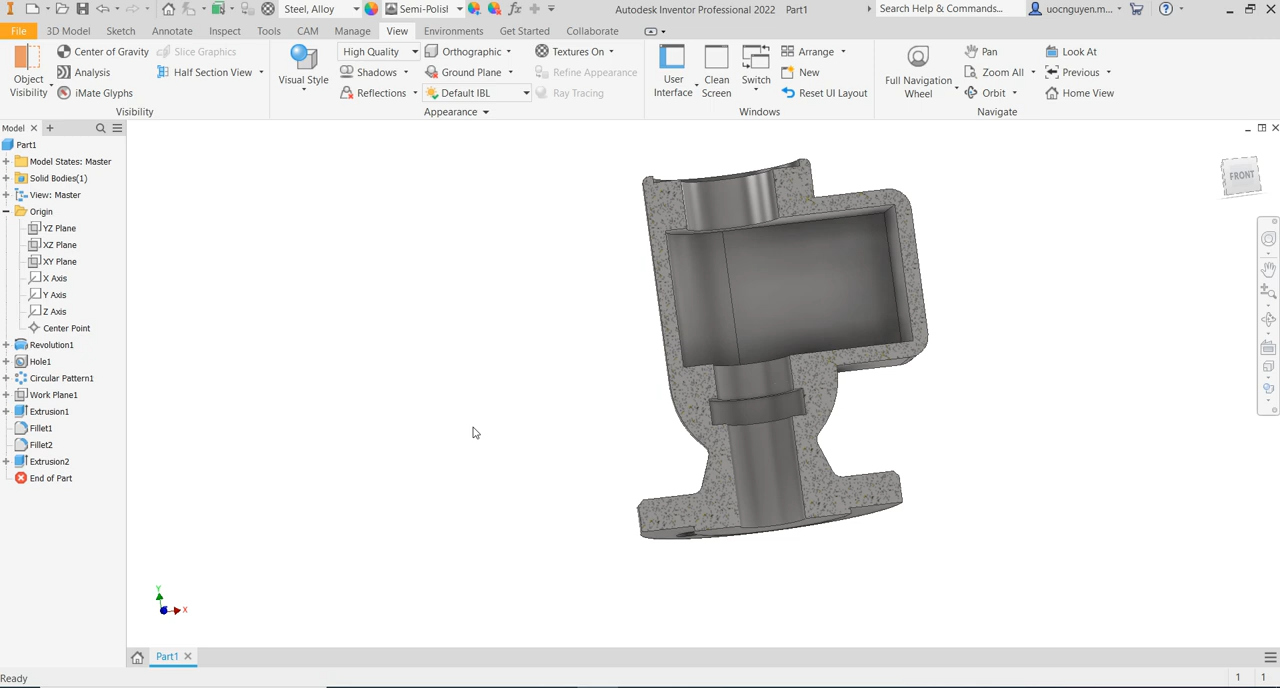 Steel, Alloy
Semi-Polisl
fx
Autodesk Inventor Professional 2022 Part1
Search Help & Commands...
uocnguyen.m...
File
3D Model
Sketch
Annotate
Inspect
Tools
CAM
Manage
View
Environments
Get Started
Collaborate
Object
Visibility
Center of Gravity
Slice Graphics
Analysis
Half Section View
iMate Glyphs
Visibility
Visual Style
High Quality
Shadows
Reflections
Orthographic
Ground Plane
Default IBL
Textures On
Refine Appearance
Ray Tracing
Appearance
User
Interface
Clean
Screen
Switch
Arrange
New
Reset UI Layout
Windows
Full Navigation
Wheel
Pan
Zoom All
Orbit
Look At
Previous
Home View
Navigate
Model
Part1
Model States: Master
Solid Bodies(1)
View: Master
Origin
YZ Plane
XZ Plane
XY Plane
X Axis
Y Axis
Z Axis
Center Point
Revolution1
Hole1
Circular Pattern1
Work Plane1
Extrusion1
Fillet1
Fillet2
Extrusion2
End of Part
FRONT
Y
X
Part1
Ready
1
1